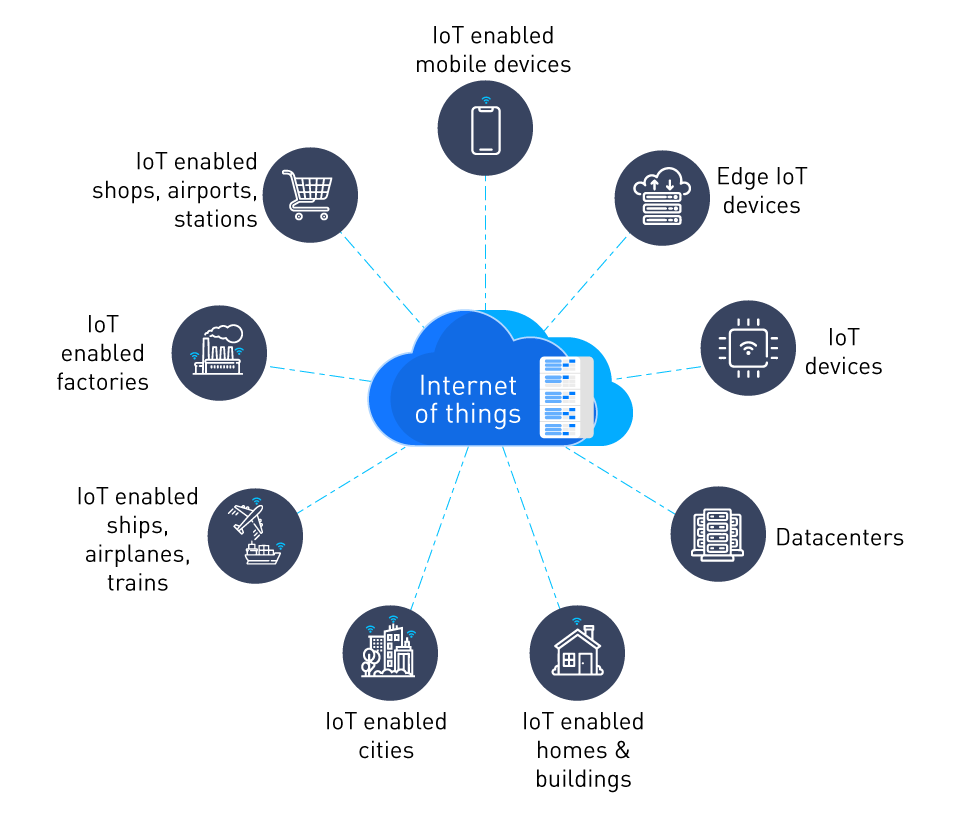 IoT enabled
mobile devices
IoT enabled
shops, airports,
stations
Edge IoT
devices
IoT
enabled
factories
Internet
of things
IoT
devices
IoT enabled
ships,
airplanes,
trains
Datacenters
IoT enabled
cities
IoT enabled
homes &
buildings